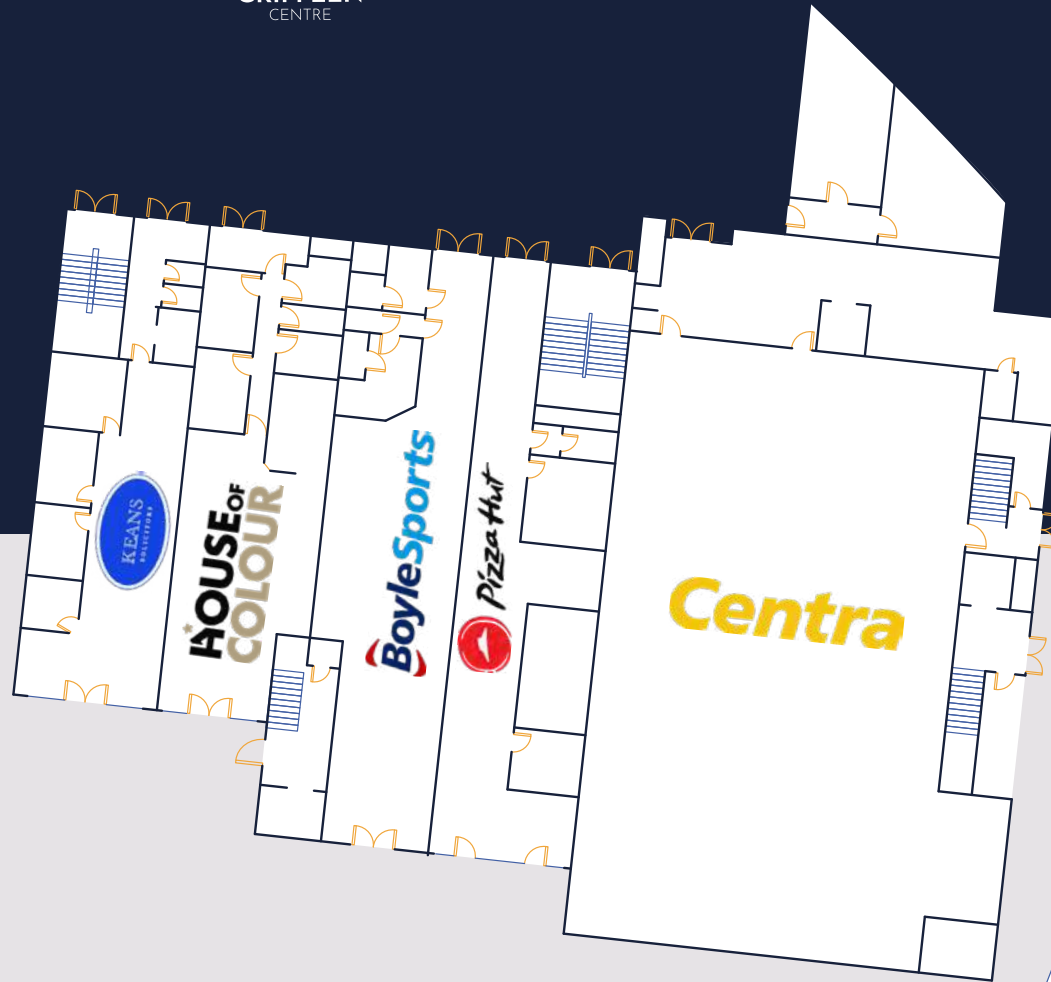 CENTRE
KEANS
SOLICITORS
HOUSE OF
COLOUR
BoyleSports
Pizza Hut
Centra